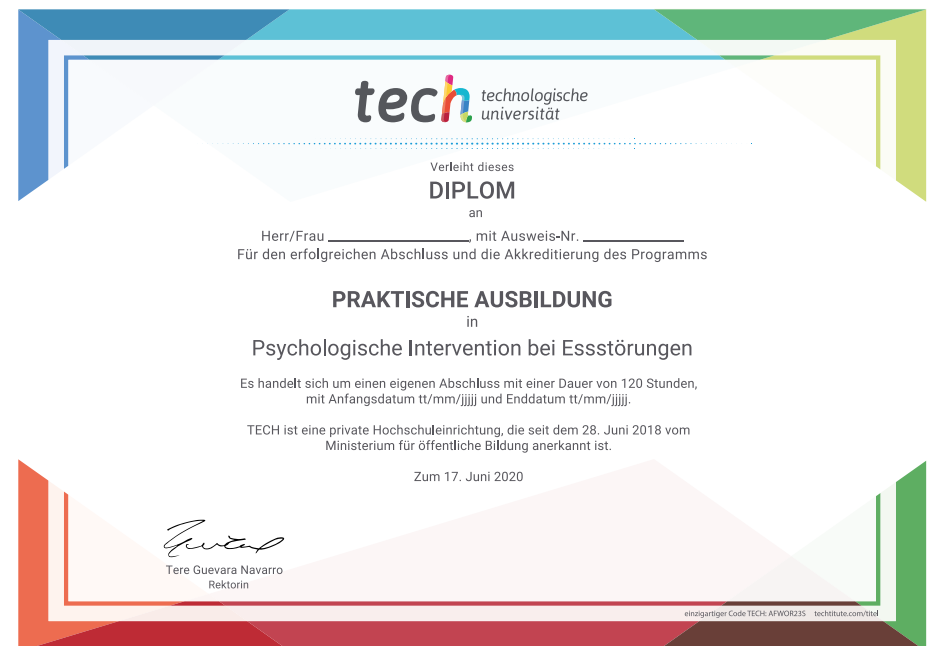 tech technologische
universität
Verleiht dieses
DIPLOM
an
Herr/Frau ____________________, mit Ausweis-Nr. ______________
Für den erfolgreichen Abschluss und die Akkreditierung des Programms
PRAKTISCHE AUSBILDUNG
in
Psychologische Intervention bei Essstörungen
Es handelt sich um einen eigenen Abschluss mit einer Dauer von 120 Stunden,
mit Anfangsdatum tt/mm/jjjjj und Enddatum tt/mm/jjjjj.
TECH ist eine private Hochschuleinrichtung, die seit dem 28. Juni 2018 vom
Ministerium für öffentliche Bildung anerkannt ist.
Zum 17. Juni 2020
Tere Guevara Navarro
Rektorin
einzigartiger Code TECH: AFWOR23S techtitute.com/titel